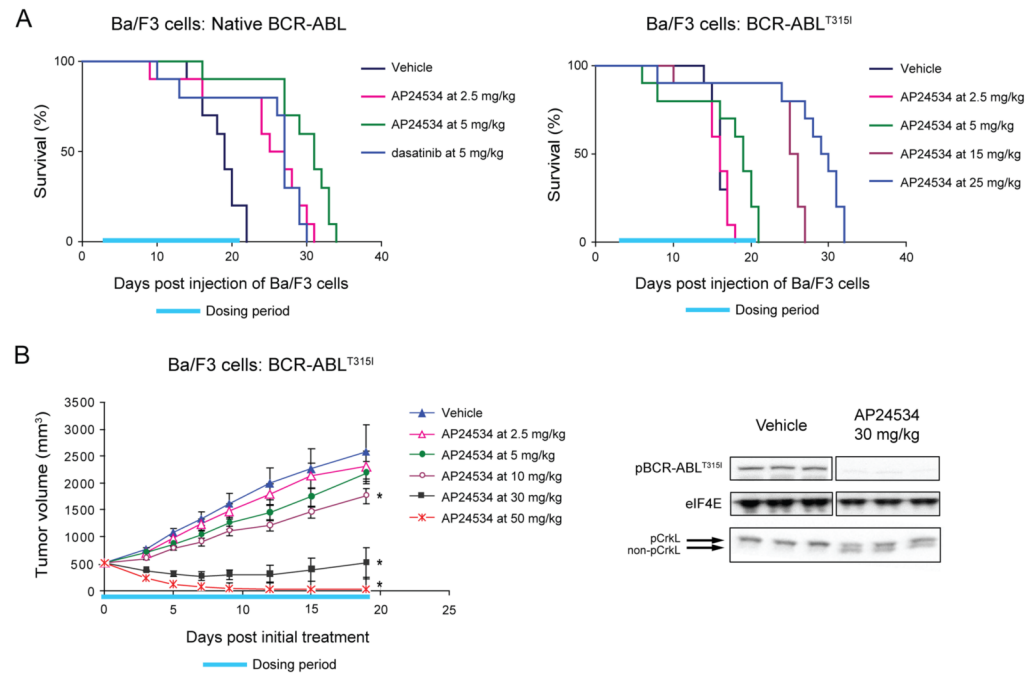 A
Ba/F3 cells: Native BCR-ABL
Survival (%)
100
50
0
0 10 20 30 40
Days post injection of Ba/F3 cells
Dosing period
Vehicle
AP24534 at 2.5 mg/kg
AP24534 at 5 mg/kg
dasatinib at 5 mg/kg
Ba/F3 cells: BCR-ABLT315I
Survival (%)
100
50
0
0 10 20 30 40
Days post injection of Ba/F3 cells
Dosing period
Vehicle
AP24534 at 2.5 mg/kg
AP24534 at 5 mg/kg
AP24534 at 15 mg/kg
AP24534 at 25 mg/kg
B
Ba/F3 cells: BCR-ABLT315I
Tumor volume (mm3)
3500
3000
2500
2000
1500
1000
500
0
0 5 10 15 20 25
Days post initial treatment
Dosing period
Vehicle
AP24534 at 2.5 mg/kg
AP24534 at 5 mg/kg
AP24534 at 10 mg/kg
AP24534 at 30 mg/kg
AP24534 at 50 mg/kg
*
*
*
Vehicle
AP24534
30 mg/kg
pBCR-ABLT315I
eIF4E
pCrkL
non-pCrkL